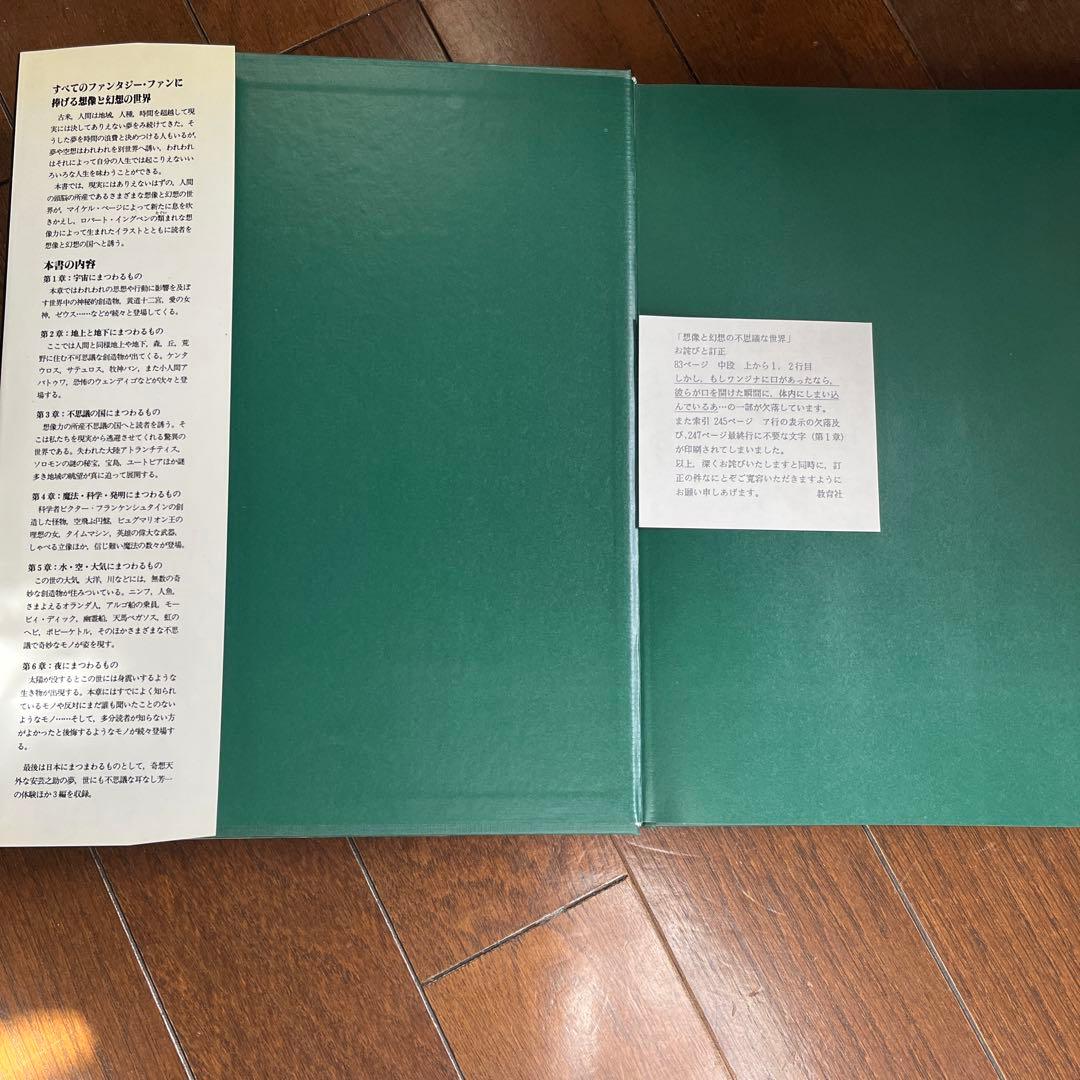 すべてのファンタジー・ファンに
捧げる想像と幻想の世界
古来，人間は地域，人種，時間を超越して現
実には決してありえない夢をみ続けてきた。そ
うした夢を時間の浪費と決めつける人もいるが，
夢や空想はわれわれを別世界へ誘い，われわれ
はそれによって自分の人生では起こりえないい
ろいろな人生を味わうことができる。
本書では，現実にはありえないはずの，人間
の頭脳の所産であるさまざまな想像と幻想の世
界が，マイケル・ページによって新たに息を吹
きかえし，ロバート・イングペンの類まれな想
像力によって生まれたイラストとともに読者を
想像と幻想の国へと誘う。
本書の内容
第1章：宇宙にまつわるもの
本章ではわれわれの思想や行動に影響を及ぼ
す世界中の神秘的創造物，黄道十二宮，愛の女
神，ゼウス……などが続々と登場してくる。
第2章：地上と地下にまつわるもの
ここでは人間と同様地上や地下，森，丘，荒
野に住む不可思議な創造物が出てくる。ケンタ
ウロス，サテュロス，牧神パン，また小人間ア
バトゥワ，恐怖のウェンディゴなどが次々と登
場する。
第3章：不思議の国にまつわるもの
想像力の所産不思議の国へと読者を誘う。そ
こは私たちを現実から逃避させてくれる驚異の
世界である。失われた大陸アトランチティス，
ソロモンの謎の秘宝，宝島，ユートピアほか謎
多き地域の眺望が真に迫って展開する。
第4章：魔法・科学・発明にまつわるもの
科学者ビクター・フランケンシュタインの創
造した怪物，空飛ぶ円盤，ピュグマリオン王の
理想の女，タイムマシン，英雄の偉大な武器，
しゃべる立像ほか，信じ難い魔法の数々が登場。
第5章：水・空・大気にまつわるもの
この世の大気，大洋，川などには，無数の奇
妙な創造物が住みついている。ニンフ，人魚，
さまよえるオランダ人，アルゴ船の乗員，モー
ビィ・ディック，幽霊船，天馬ペガソス，虹の
ヘビ，ポピーケトル，そのほかさまざまな不思
議で奇妙なモノが姿を現す。
第6章：夜にまつわるもの
太陽が没するとこの世には身震いするような
生き物が出現する。本章にはすでによく知られ
ているモノや反対にまだ誰も聞いたことのない
ようなモノ……そして，多分読者が知らない方
がよかったと後悔するようなモノが続々登場す
る。
最後は日本にまつわるものとして，奇想天
外な安芸之助の夢，世にも不思議な耳なし芳一
の体験ほか3編を収録。
「想像と幻想の不思議な世界」
お詫びと訂正
83ページ　中段　上から1，2行目
しかし，もしワンジナに口があったなら，
彼らが口を開けた瞬間に，体内にしまい込
んでいるあ…の一部が欠落しています。
また索引 245ページ　ア行の表示の欠落及
び，247ページ最終行に不要な文字（第1章）
が印刷されてしまいました。
以上，深くお詫びいたしますと同時に，訂
正の件なにとぞご寛容いただきますように
お願い申しあげます。　　教育社